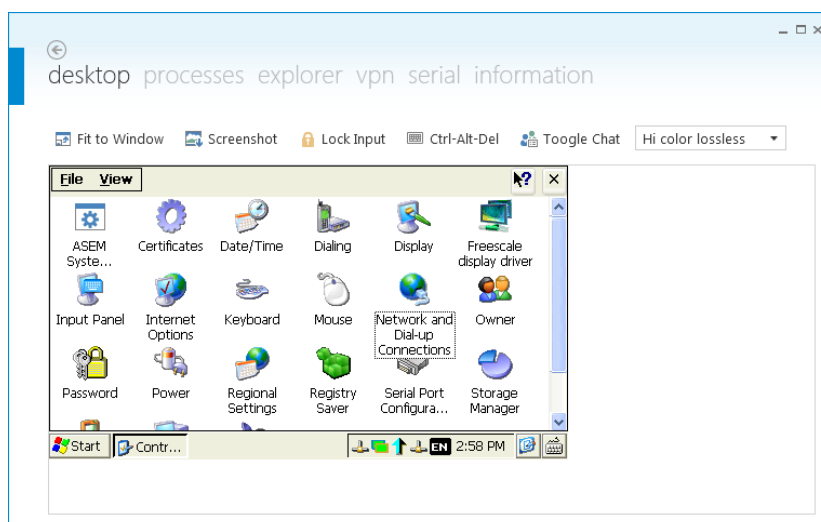 desktop processes explorer vpn serial information
Fit to Window Screenshot Lock Input Ctrl-Alt-Del Toogle Chat Hi color lossless
File View
ASEM Syste... Certificates Date/Time Dialing Display Freescale display driver
Input Panel Internet Options Keyboard Mouse Network and Dial-up Connections Owner
Password Power Regional Settings Registry Saver Serial Port Configura... Storage Manager
Start Contr... EN 2:58 PM